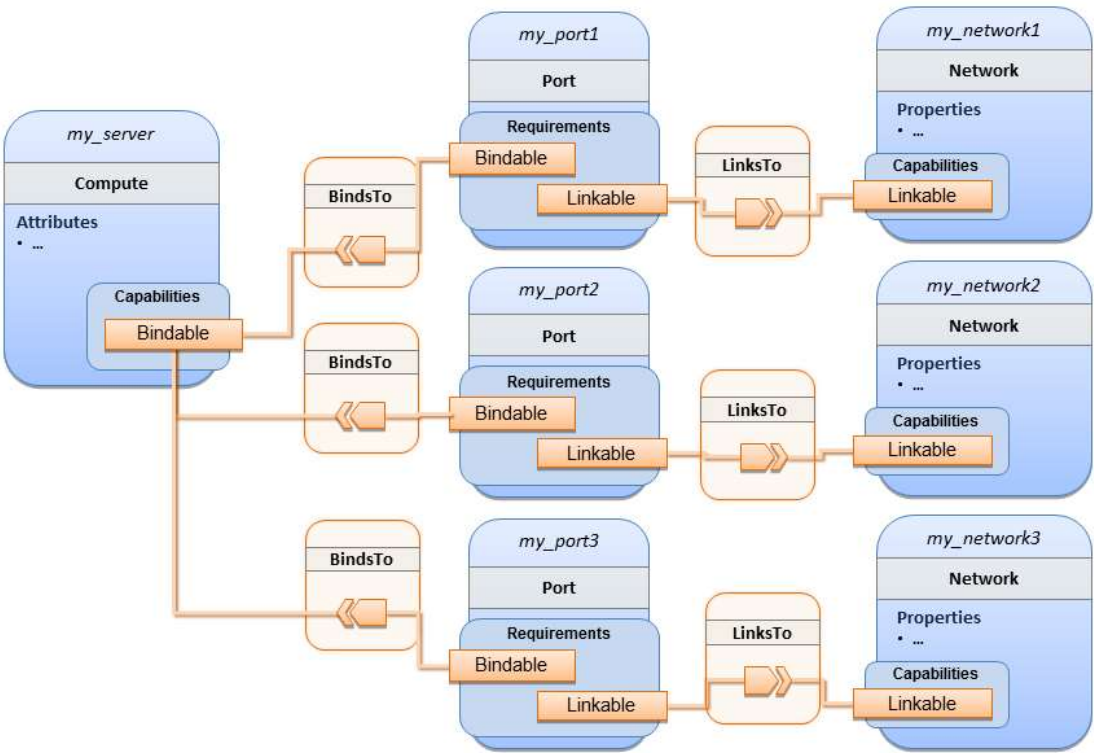 my_server
Compute
Attributes
• ...
Capabilities
Bindable
BindsTo
my_port1
Port
Requirements
Bindable
Linkable
LinksTo
my_network1
Network
Properties
• ...
Capabilities
Linkable
BindsTo
my_port2
Port
Requirements
Bindable
Linkable
LinksTo
my_network2
Network
Properties
• ...
Capabilities
Linkable
BindsTo
my_port3
Port
Requirements
Bindable
Linkable
LinksTo
my_network3
Network
Properties
• ...
Capabilities
Linkable